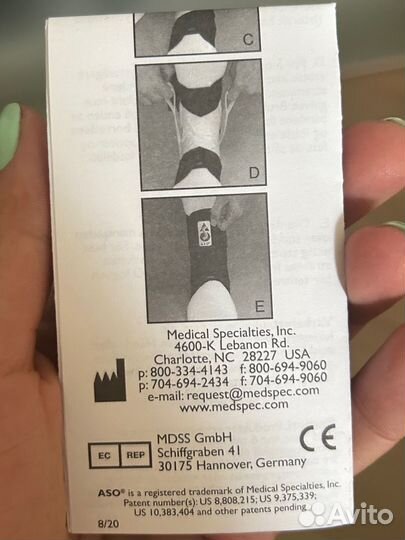 C
D
E
Medical Specialties, Inc.
4600-K Lebanon Rd.
Charlotte, NC 28227 USA
p:800-334-4143 f:800-694-9060
p:704-694-2434 f:704-694-9060
e-mail: request@medspec.com
www.medspec.com
EC REP
MDSS GmbH
Schiffgraben 41
30175 Hannover, Germany
CE
ASO® is a registered trademark of Medical Specialties, Inc.
Patent number(s): US 8,808,215; US 9,375,339;
US 10,383,404 and other patents pending.
8/20
Avito